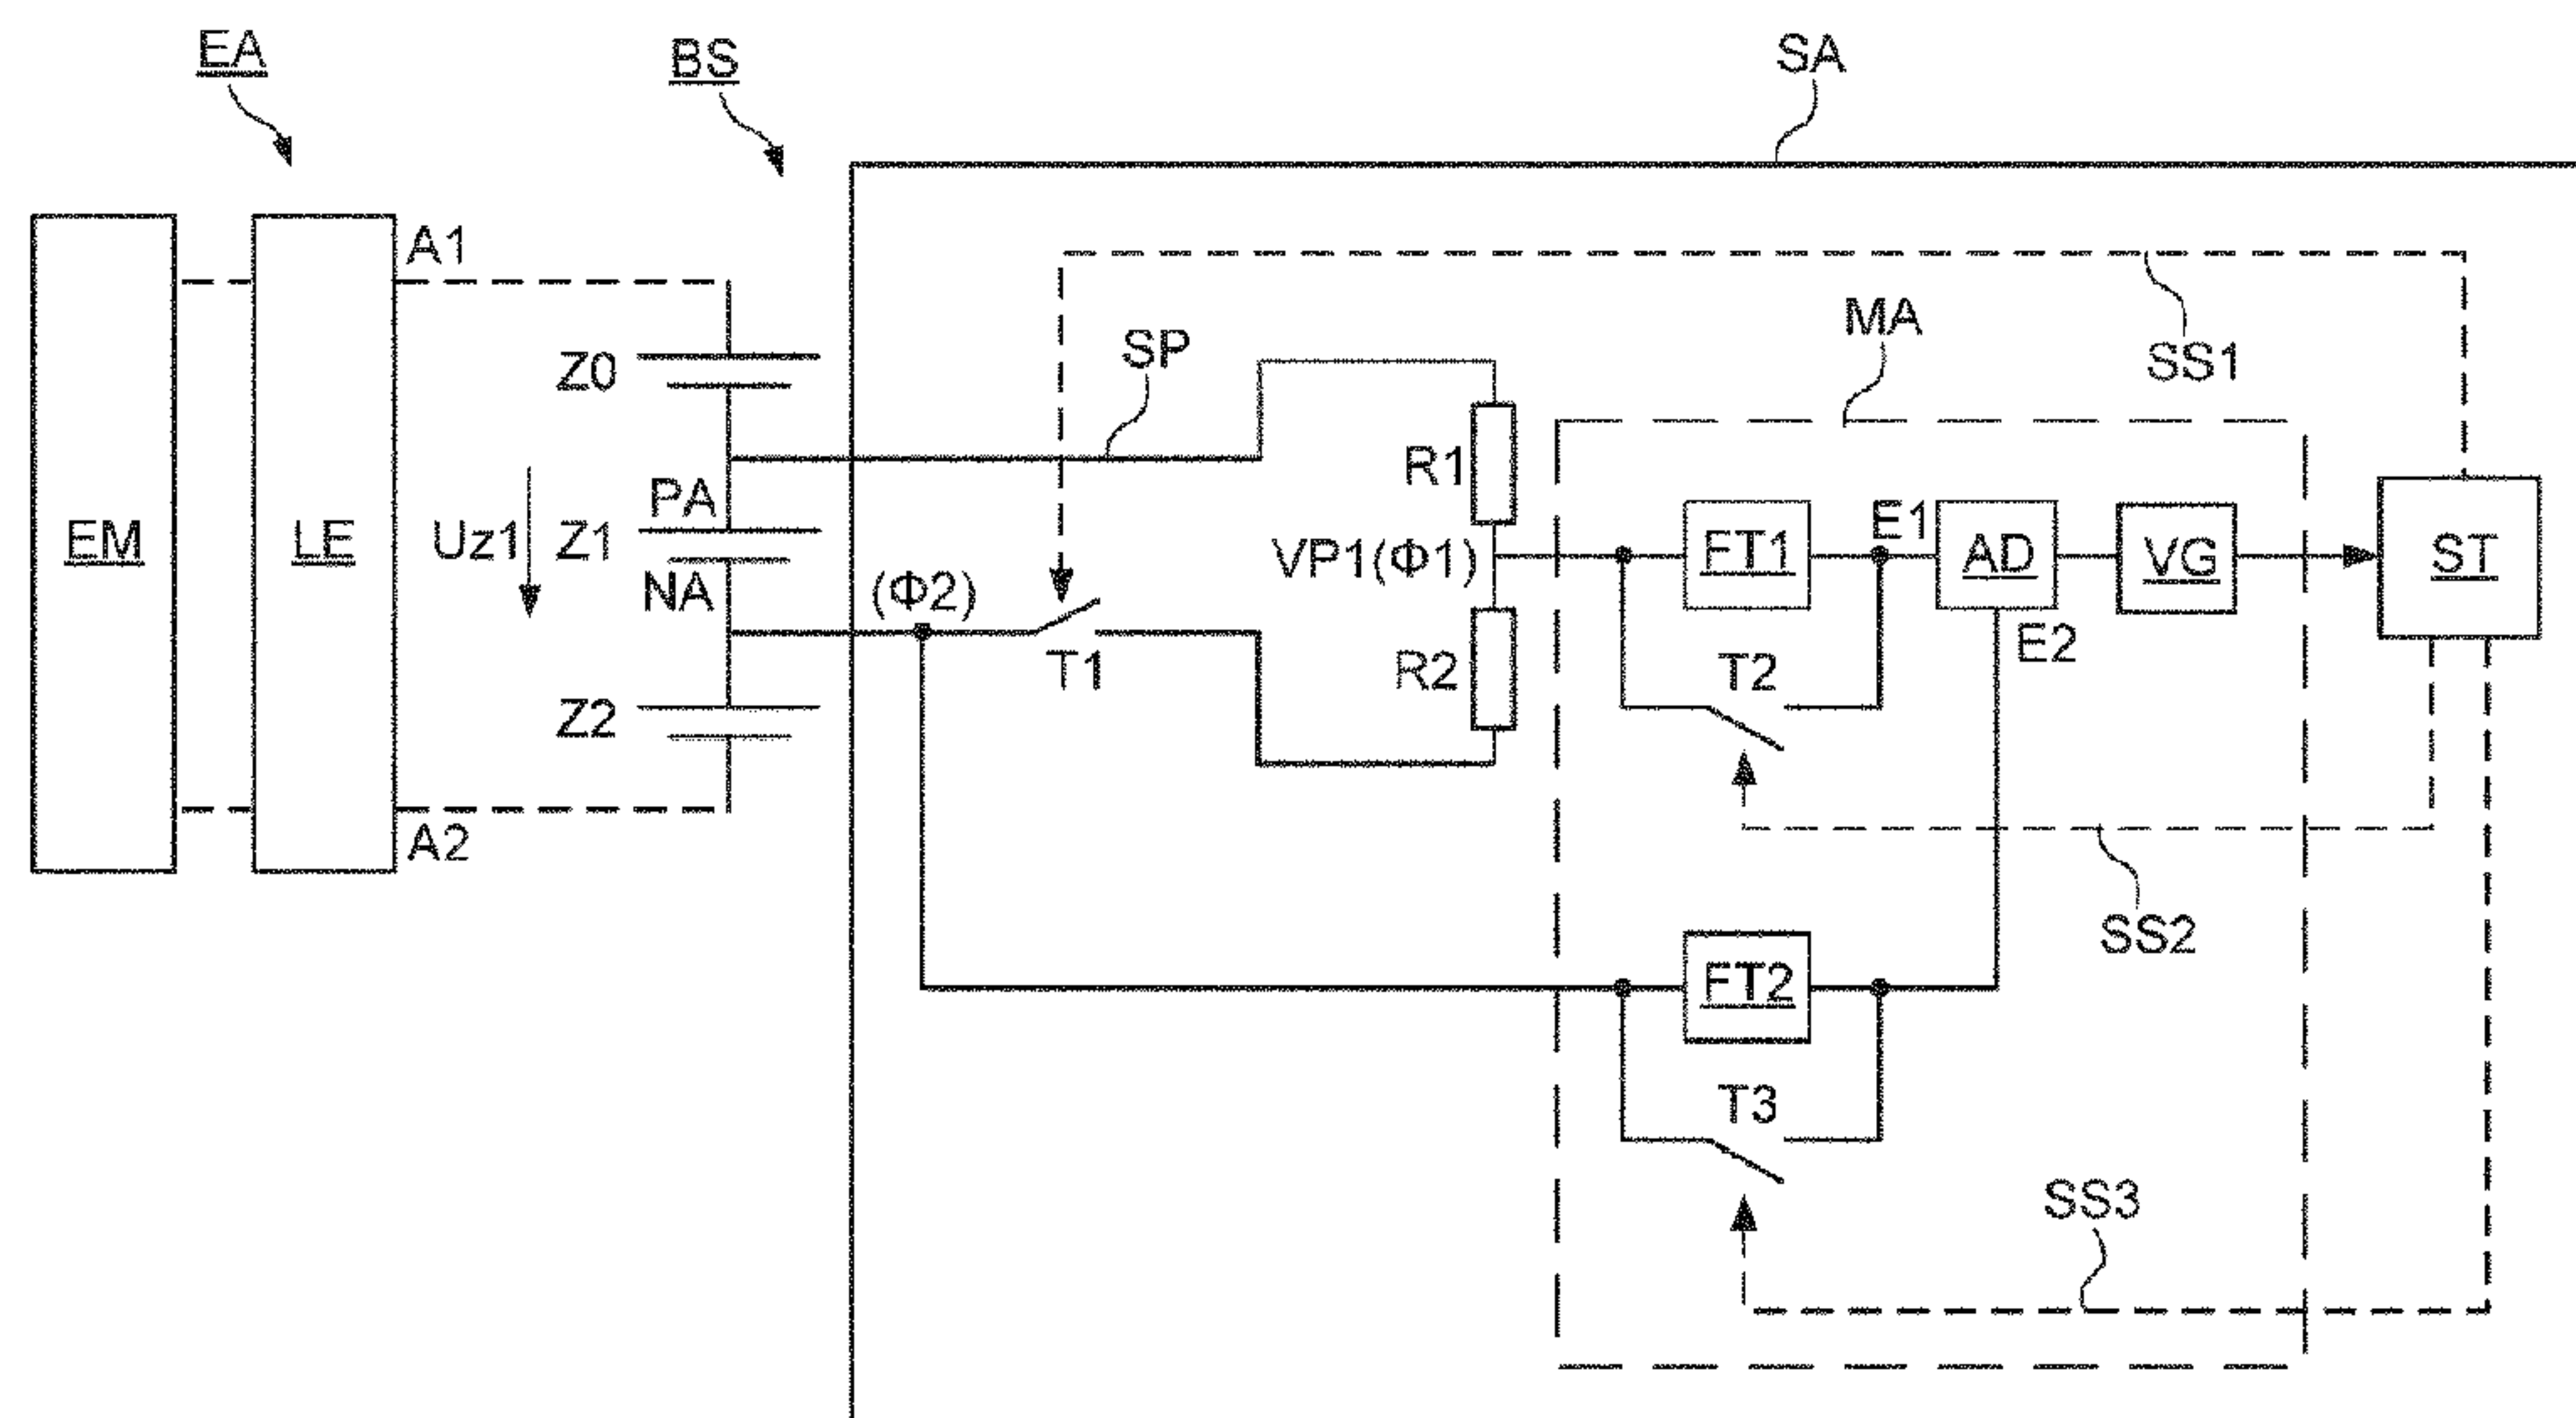 EA
BS
SA
A1
SS1
MA
SP
Z0
R1
PA
E1
EM
LE
Uz1
Z1
VP1(Φ1)
FT1
AD
VG
ST
NA
(Φ2)
E2
T1
R2
T2
Z2
A2
SS2
FT2
T3
SS3